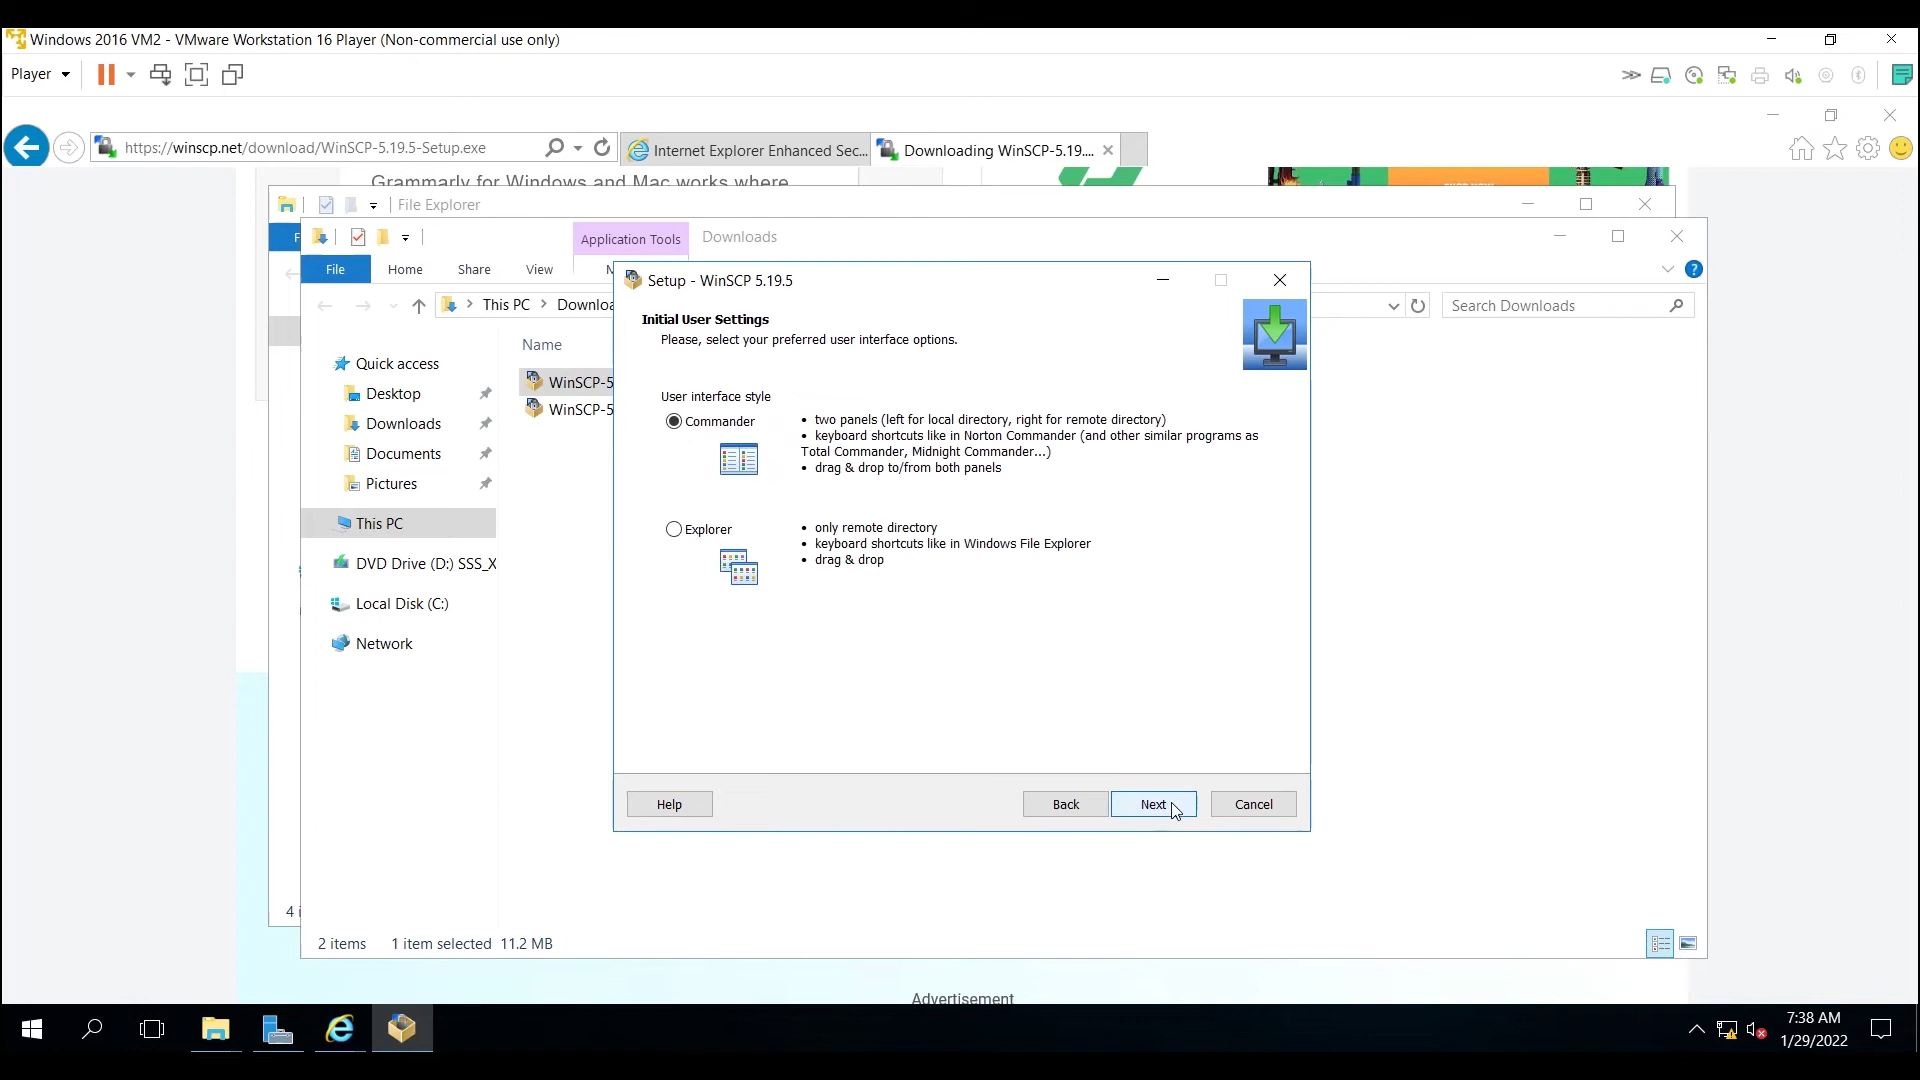 Windows 2016 VM2 - VMware Workstation 16 Player (Non-commercial use only)
Player
https://winscp.net/download/WinSCP-5.19.5-Setup.exe
Internet Explorer Enhanced Sec...
Downloading WinSCP-5.19....
Grammarly for Windows and Mac works where
File Explorer
F
Application Tools
Downloads
File
Home
Share
View
This PC
Downloa
Search Downloads
Name
Quick access
Desktop
Downloads
Documents
Pictures
This PC
DVD Drive (D:) SSS_X
Local Disk (C:)
Network
WinSCP-5
WinSCP-5
Setup - WinSCP 5.19.5
Initial User Settings
Please, select your preferred user interface options.
User interface style
Commander
• two panels (left for local directory, right for remote directory)
• keyboard shortcuts like in Norton Commander (and other similar programs as
Total Commander, Midnight Commander...)
• drag & drop to/from both panels
Explorer
• only remote directory
• keyboard shortcuts like in Windows File Explorer
• drag & drop
Help
Back
Next
Cancel
4 i
2 items
1 item selected 11.2 MB
Advertisement
7:38 AM
1/29/2022